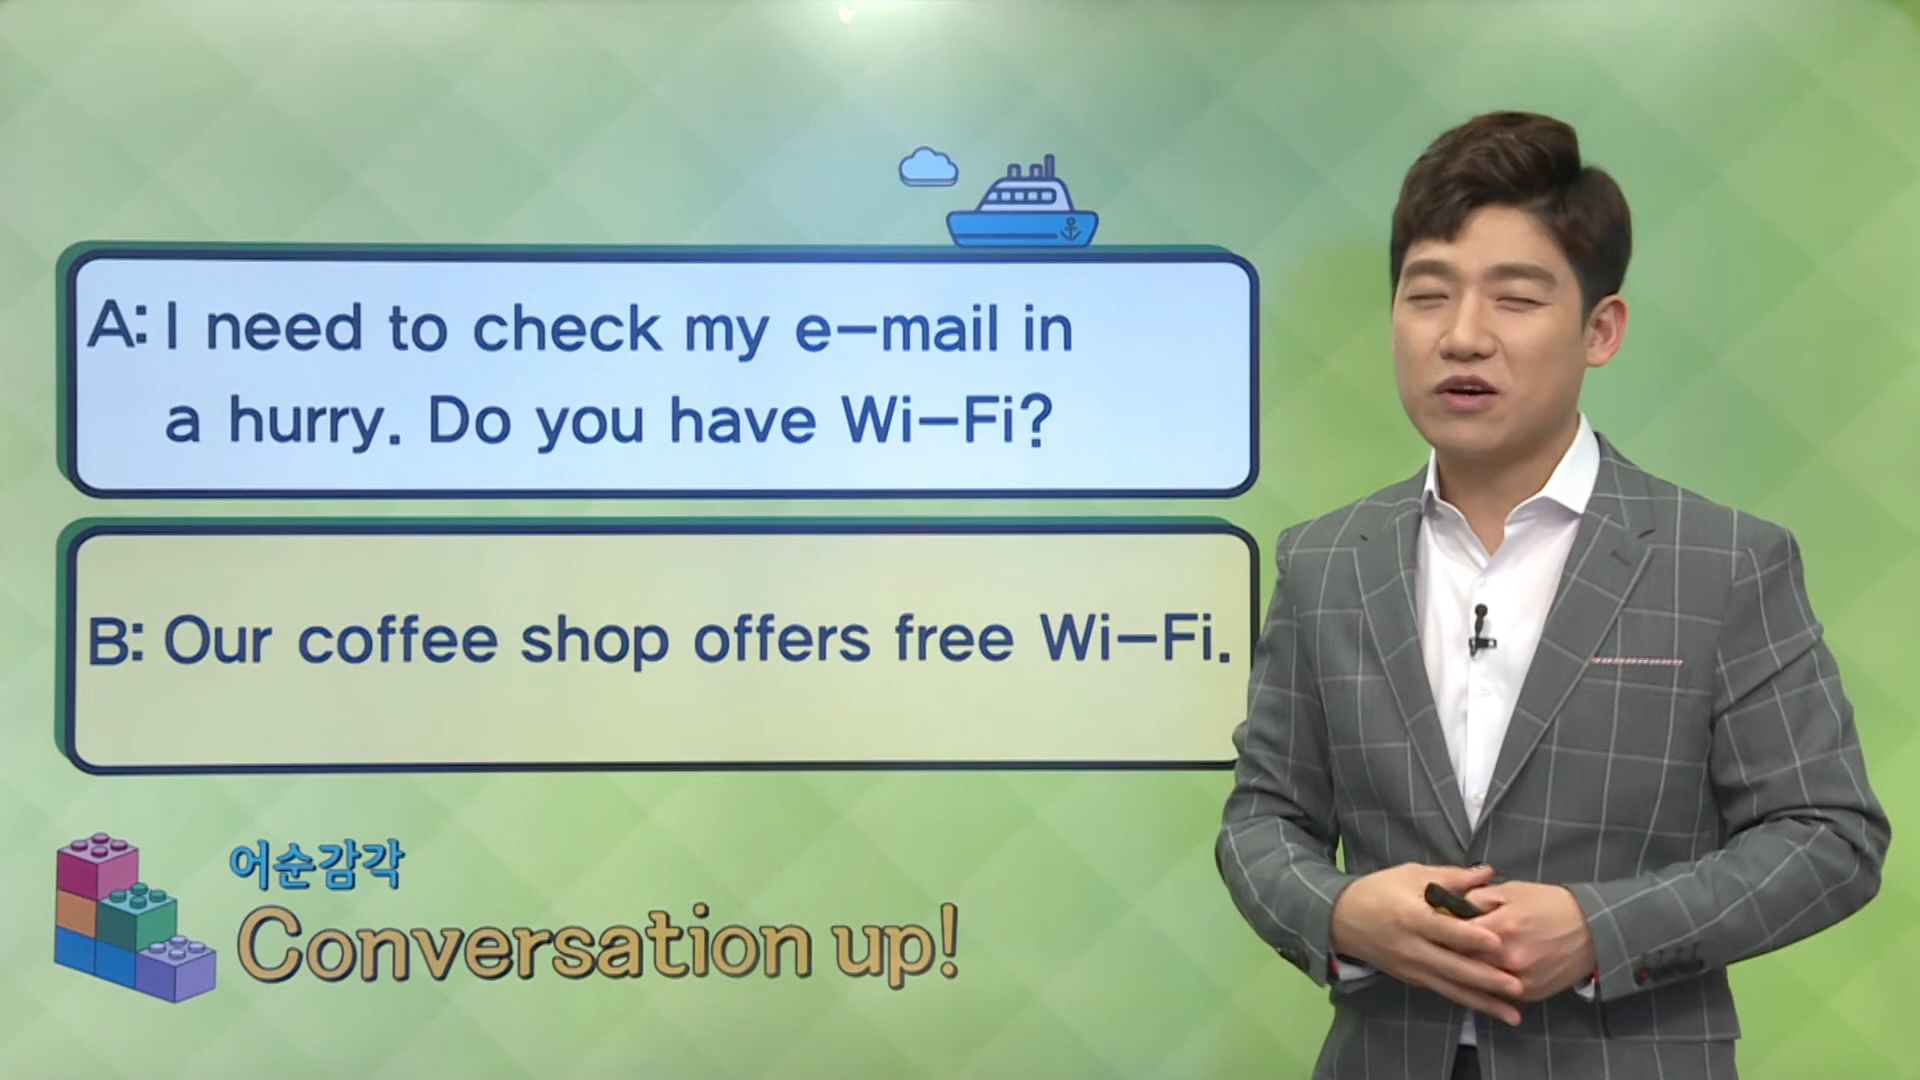 A: I need to check my e-mail in
a hurry. Do you have Wi-Fi?
B: Our coffee shop offers free Wi-Fi.
어순감각
Conversation up!